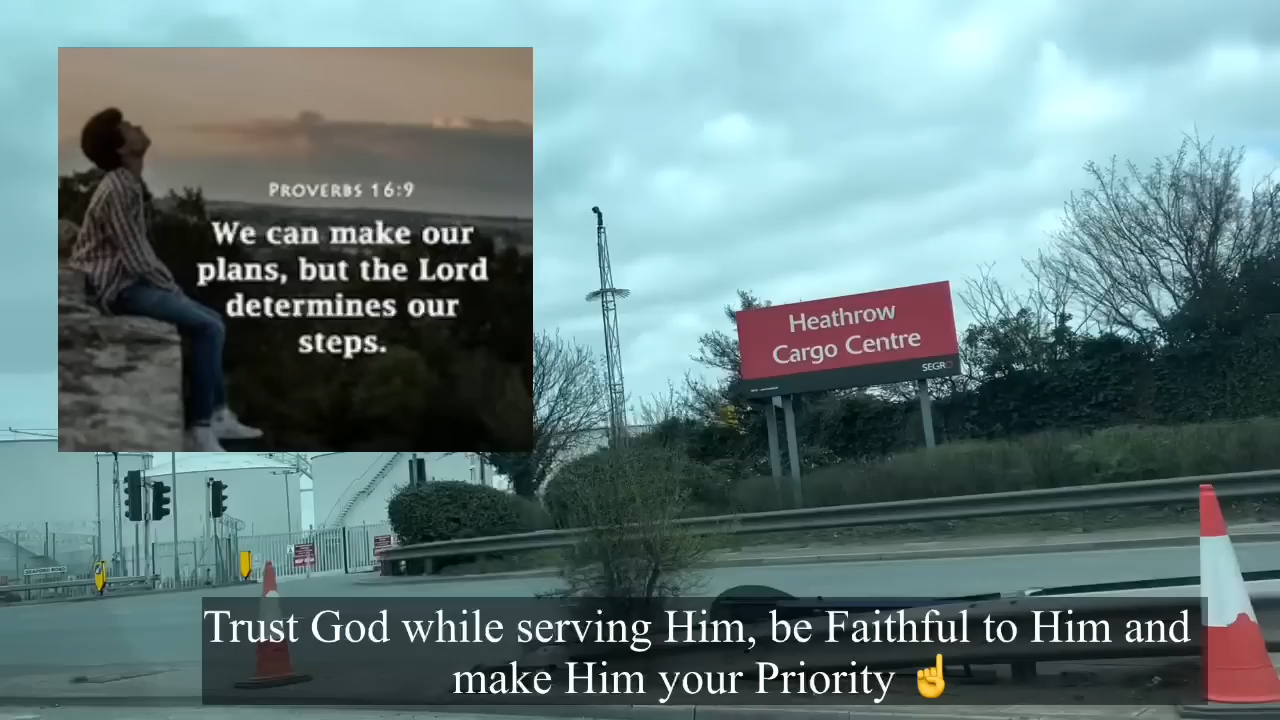 PROVERBS 16:9
We can make our
plans, but the Lord
determines our
steps.
Heathrow
Cargo Centre
SEGRO
Trust God while serving Him, be Faithful to Him and
make Him your Priority ☝️